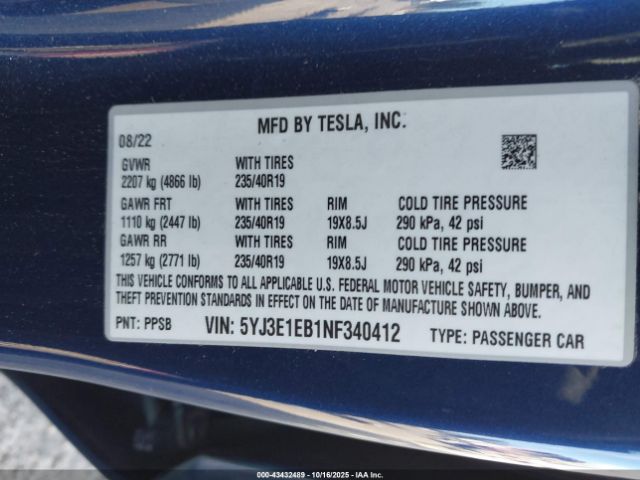 MFD BY TESLA, INC.
08/22
GVWR WITH TIRES
2207 kg (4866 lb) 235/40R19
GAWR FRT WITH TIRES RIM COLD TIRE PRESSURE
1110 kg (2447 lb) 235/40R19 19X8.5J 290 kPa, 42 psi
GAWR RR WITH TIRES RIM COLD TIRE PRESSURE
1257 kg (2771 lb) 235/40R19 19X8.5J 290 kPa, 42 psi
THIS VEHICLE CONFORMS TO ALL APPLICABLE U.S. FEDERAL MOTOR VEHICLE SAFETY, BUMPER, AND
THEFT PREVENTION STANDARDS IN EFFECT ON THE DATE OF MANUFACTURE SHOWN ABOVE.
PNT: PPSB VIN: 5YJ3E1EB1NF340412 TYPE: PASSENGER CAR
00 - 43432489 - 10/16/2025 - IAA Inc.